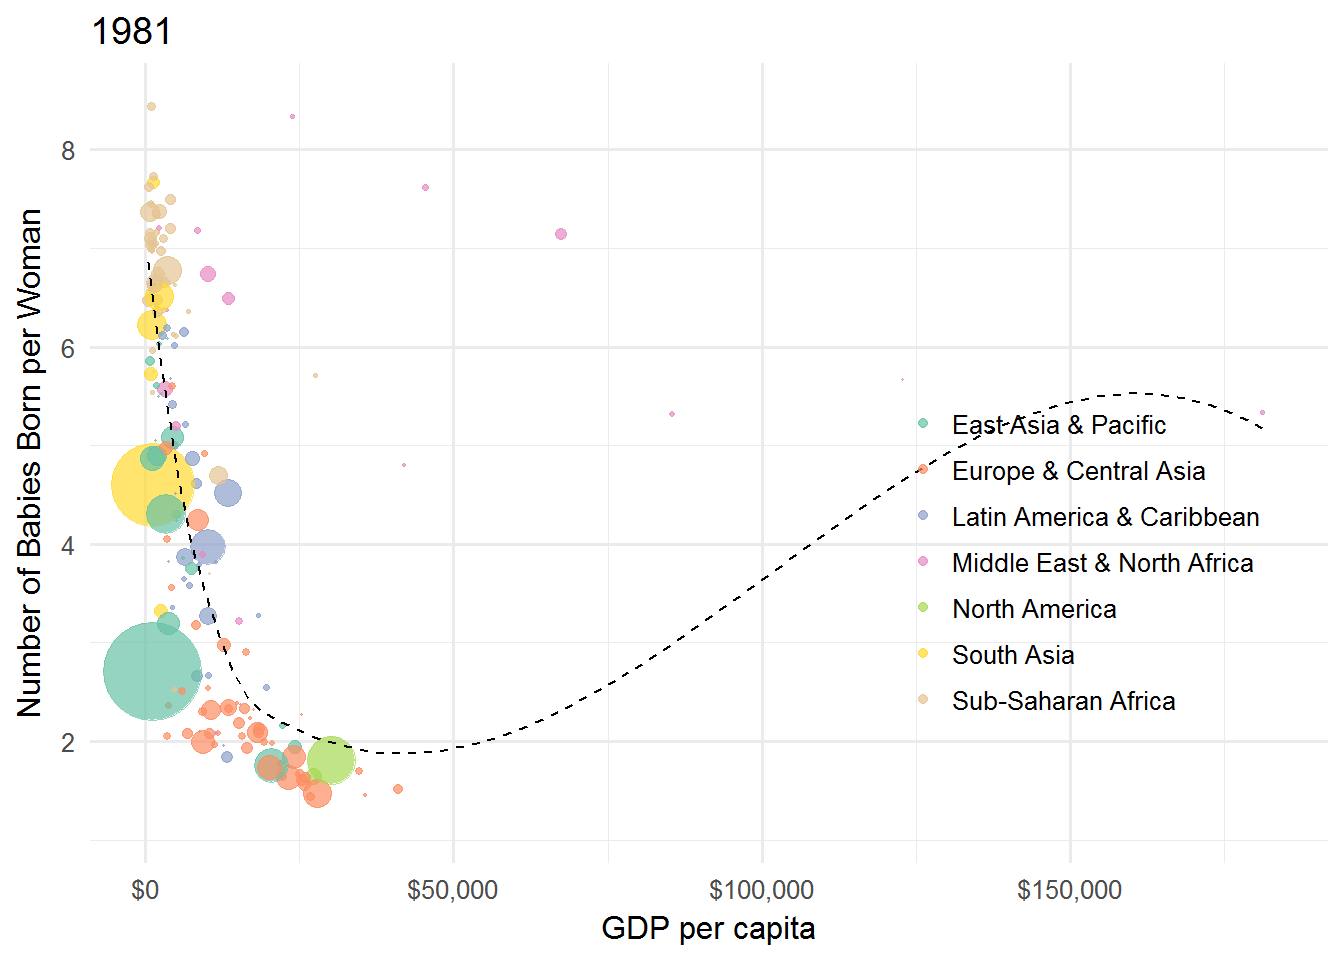 1981
Number of Babies Born per Woman
8
6
4
2
East Asia & Pacific
Europe & Central Asia
Latin America & Caribbean
Middle East & North Africa
North America
South Asia
Sub-Saharan Africa
$0
$50,000
$100,000
$150,000
GDP per capita